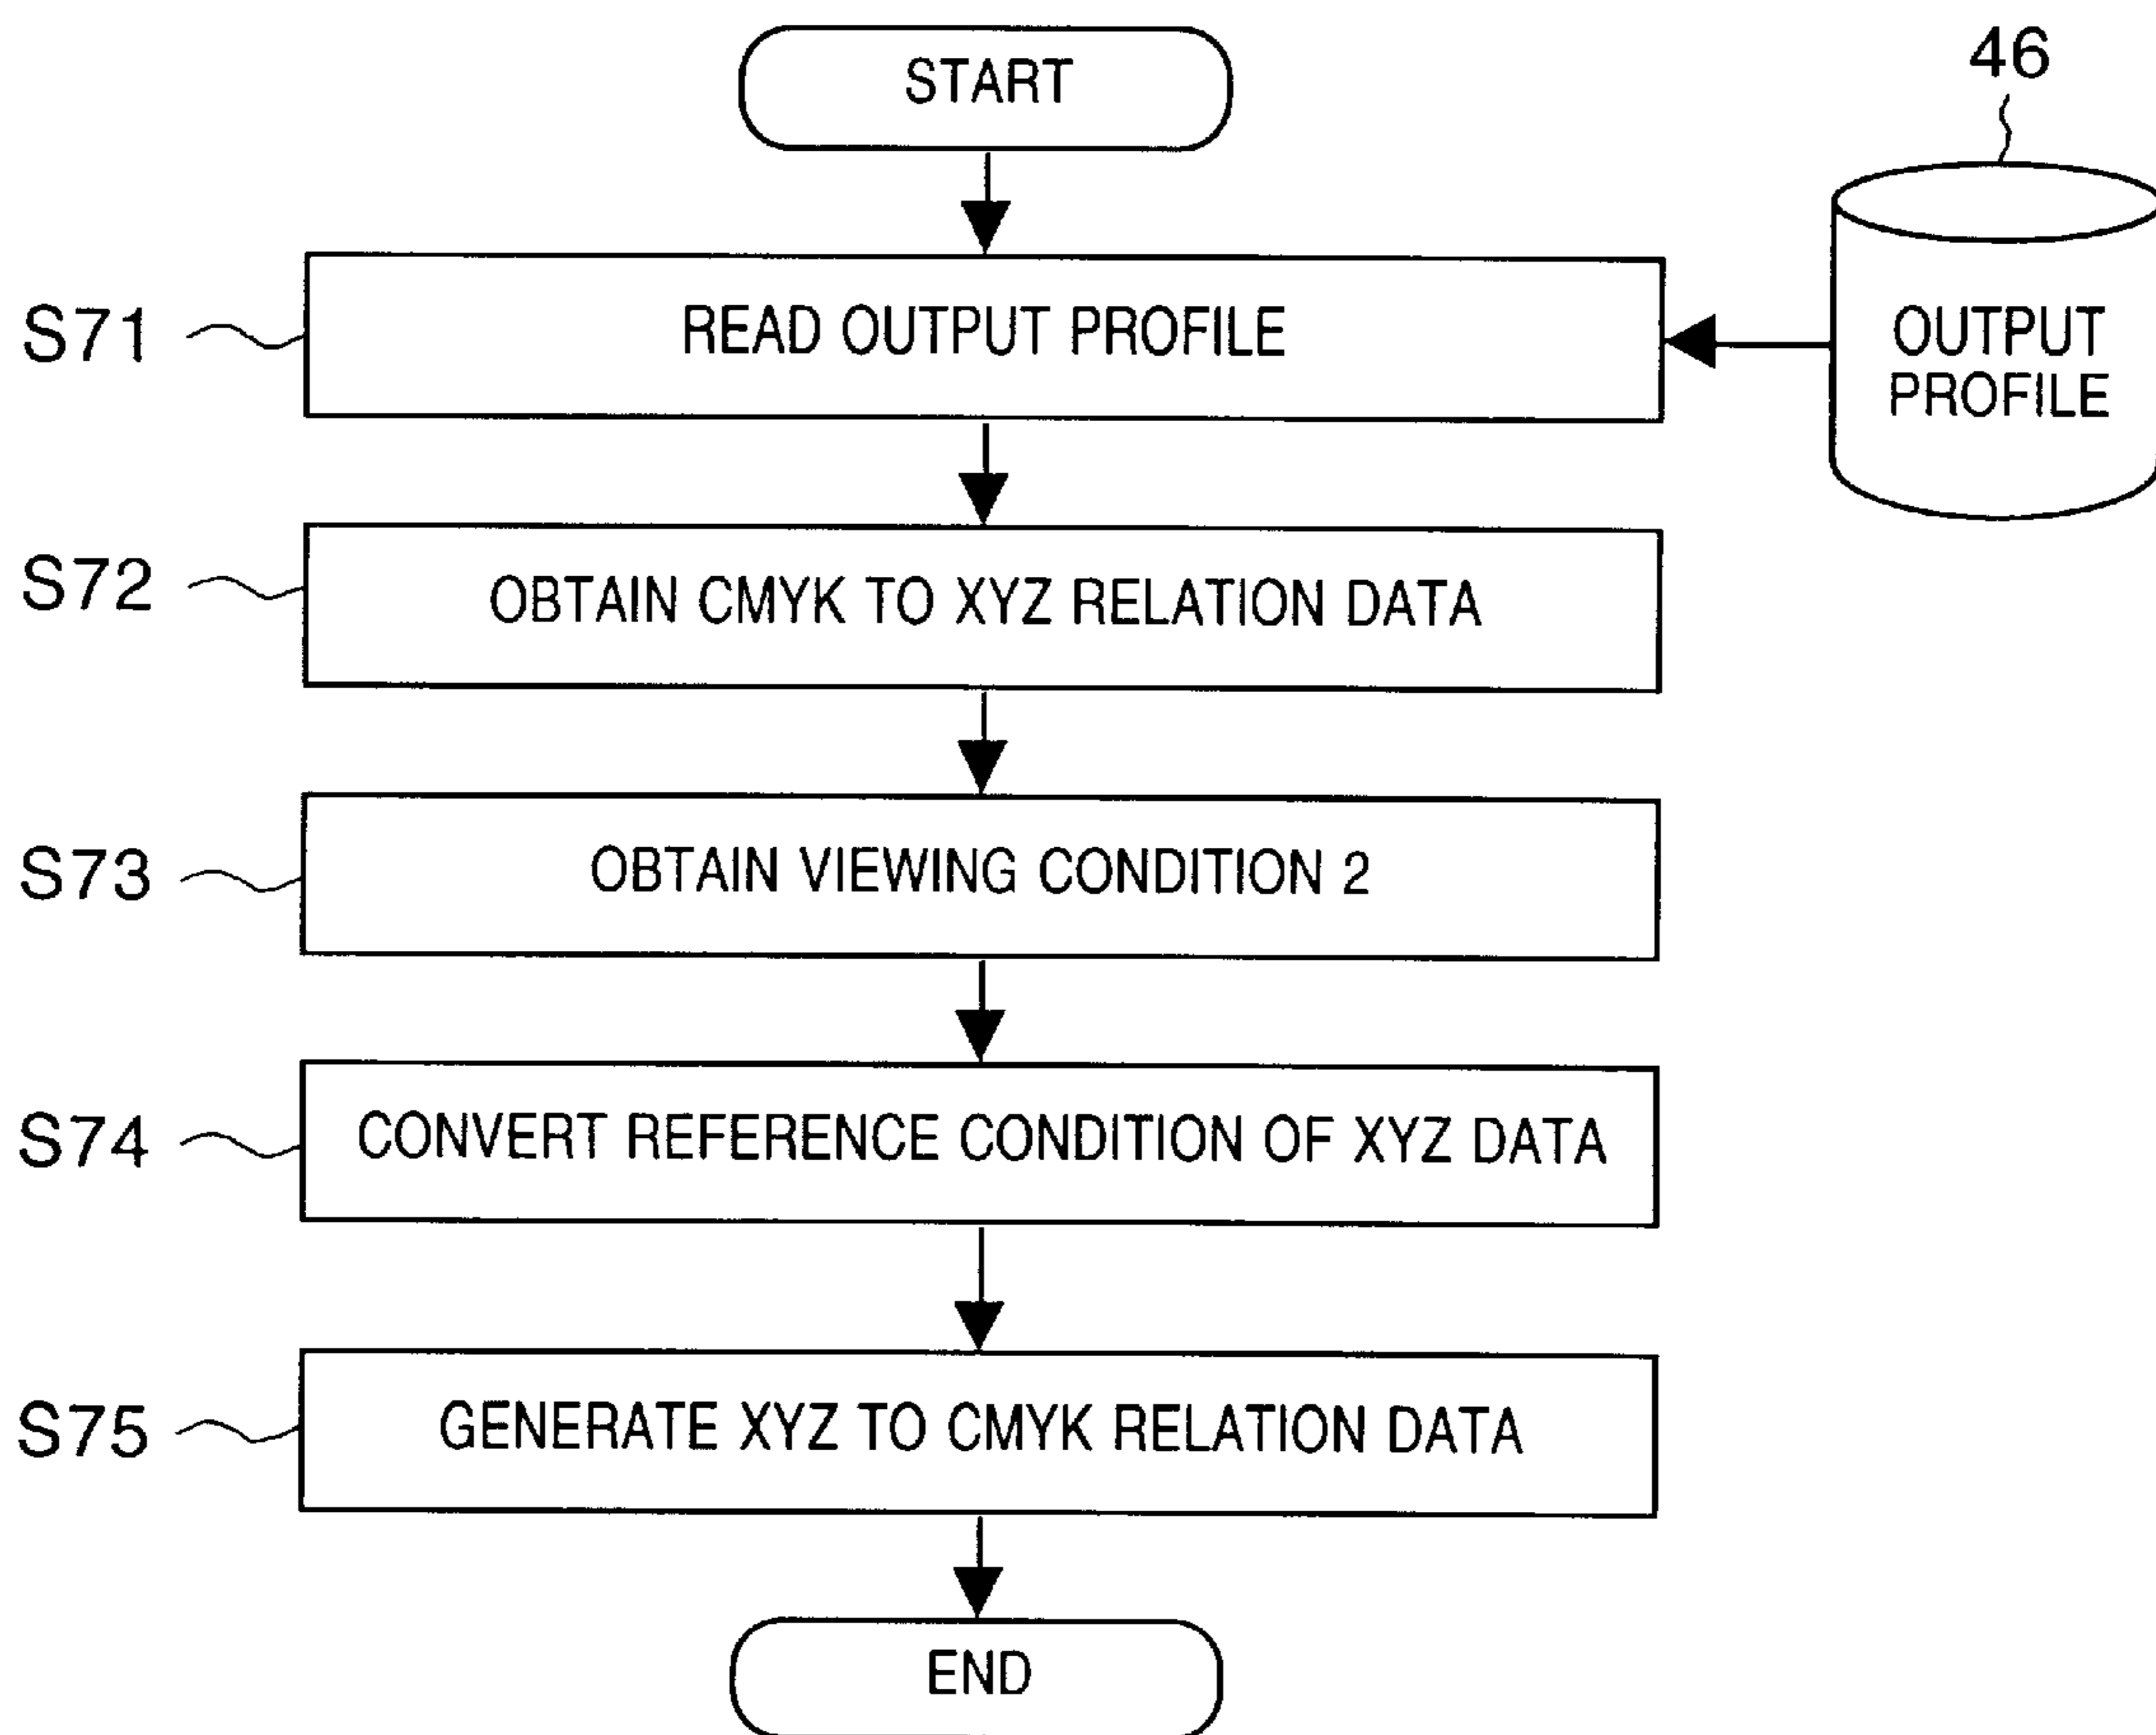 START
46
S71
READ OUTPUT PROFILE
OUTPUT
PROFILE
S72
OBTAIN CMYK TO XYZ RELATION DATA
S73
OBTAIN VIEWING CONDITION 2
S74
CONVERT REFERENCE CONDITION OF XYZ DATA
S75
GENERATE XYZ TO CMYK RELATION DATA
END